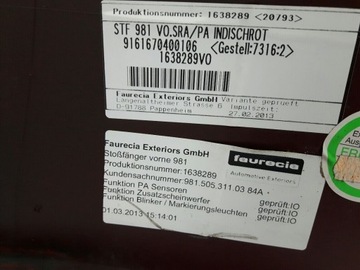 Produktionsnummer: 1638289 <20/93>
STF 981 VO.SRA/PA INDISCHROT
9161670400106 <Gestell:7316:2>
1638289VO
Faurecia Exteriors GmbH
Langenaltheimer Strasse 6
D-91788 Pappenheim
Variante geprueft
Impulszeit:
27.02.2013
Faurecia Exteriors GmbH
Stoßfänger vorne 981
Produktionsnummer: 1638289
Kundensachnummer: 981.505.311.03 84A
Funktion PA Sensoren
Funktion Zusatzscheinwerfer
Funktion Blinker / Markierungsleuchten
01.03.2013 15:14:01
faurecia
Automotive Exteriors
geprüft:IO
geprüft:IO
geprüft:IO